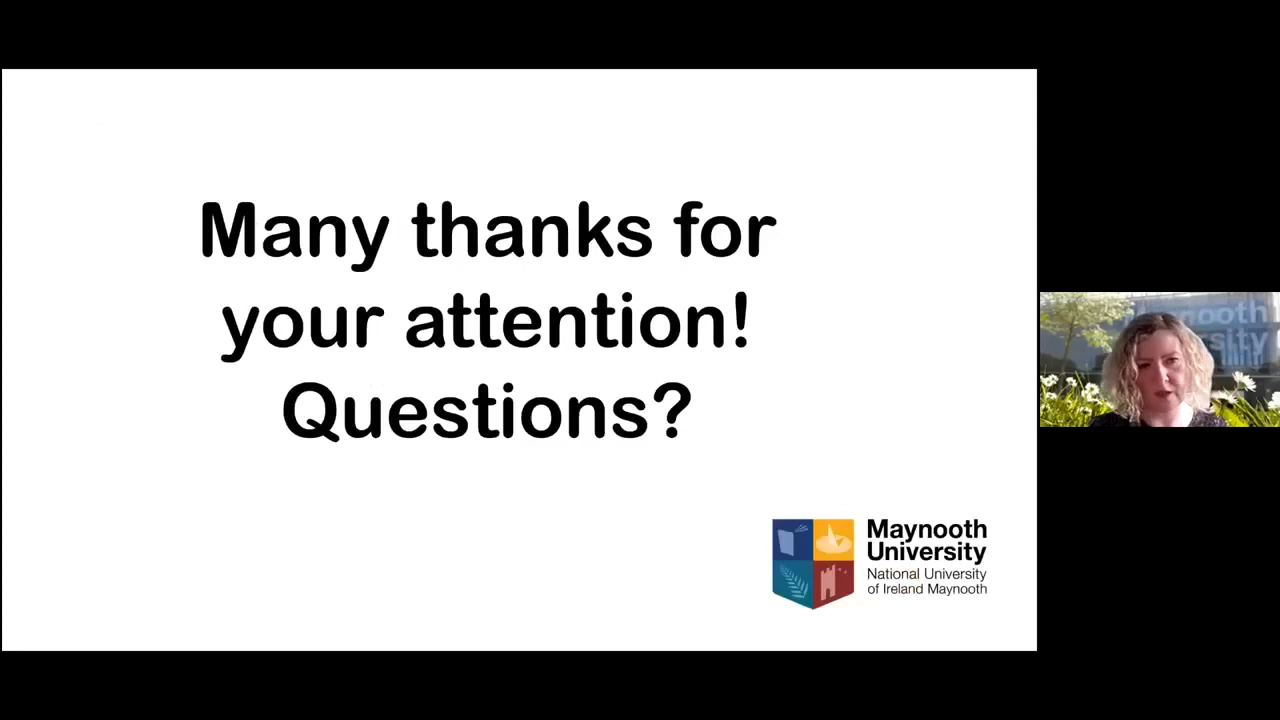 Many thanks for
your attention!
Questions?
Maynooth
University
National University
of Ireland Maynooth